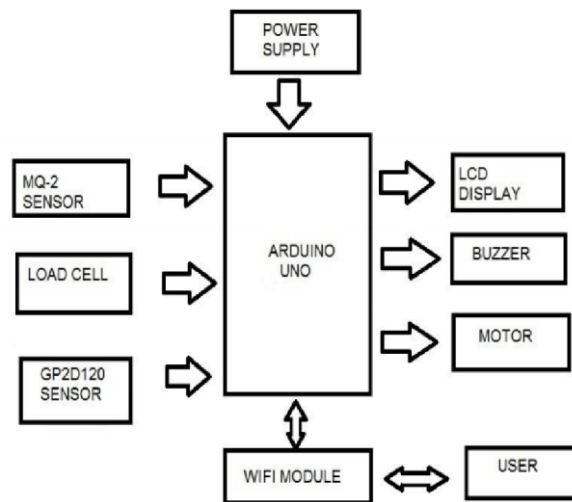 POWER
SUPPLY
MQ-2
SENSOR
LOAD CELL
GP2D120
SENSOR
ARDUINO
UNO
LCD
DISPLAY
BUZZER
MOTOR
WIFI MODULE
USER